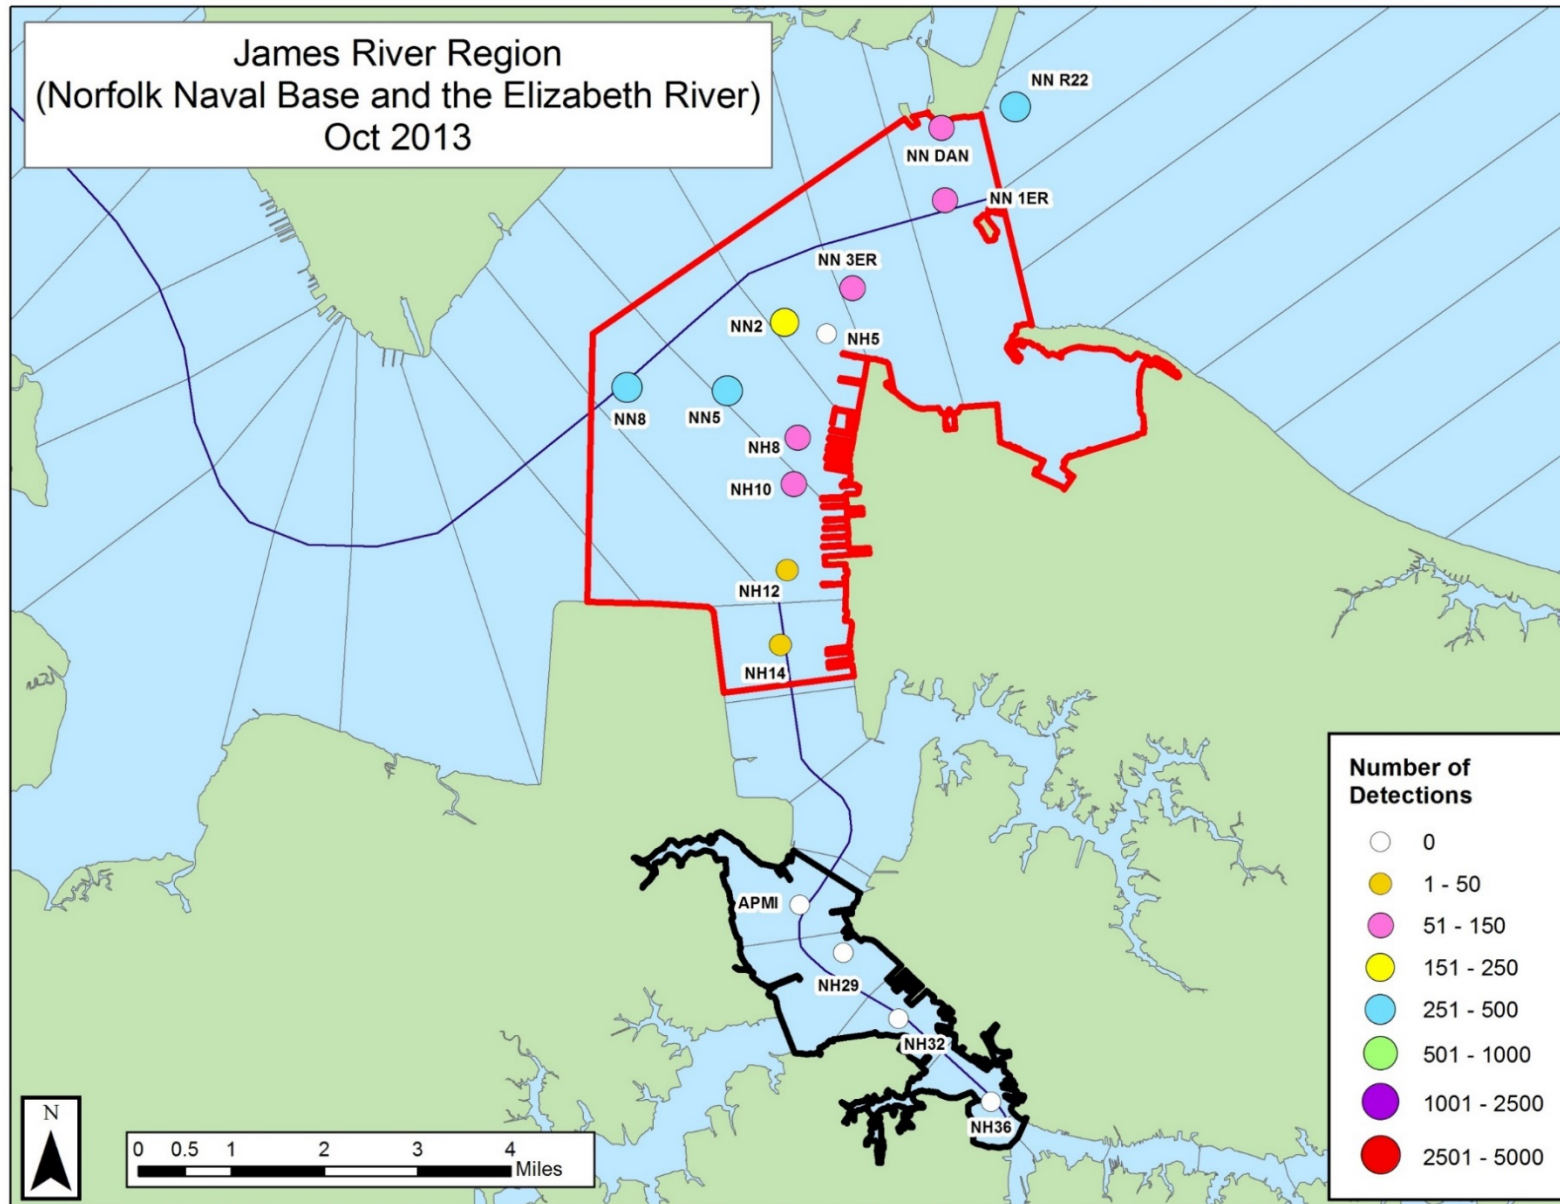 James River Region
(Norfolk Naval Base and the Elizabeth River)
Oct 2013
NN R22
NN DAN
NN 1ER
NN 3ER
NN2
NH5
NN8
NN5
NH8
NH10
NH12
NH14
APMI
NH29
NH32
NH36
Number of
Detections
0
1 - 50
51 - 150
151 - 250
251 - 500
501 - 1000
1001 - 2500
2501 - 5000
N
0 0.5 1 2 3 4
Miles